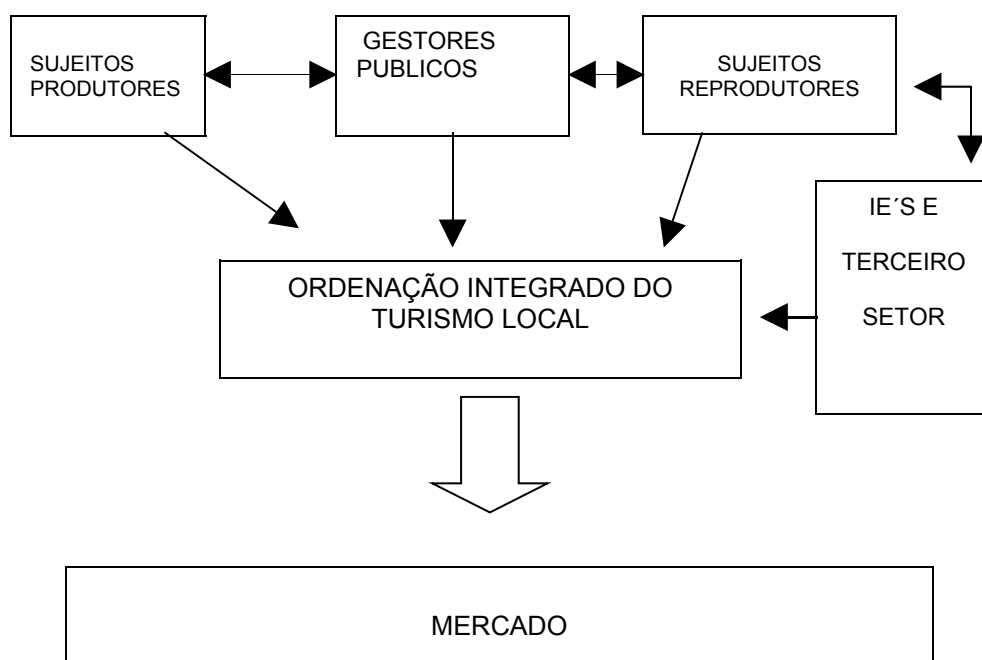 SUJEITOS
PRODUTORES
GESTORES
PUBLICOS
SUJEITOS
REPRODUTORES
IE´S E
TERCEIRO
SETOR
ORDENAÇÃO INTEGRADO DO
TURISMO LOCAL
MERCADO